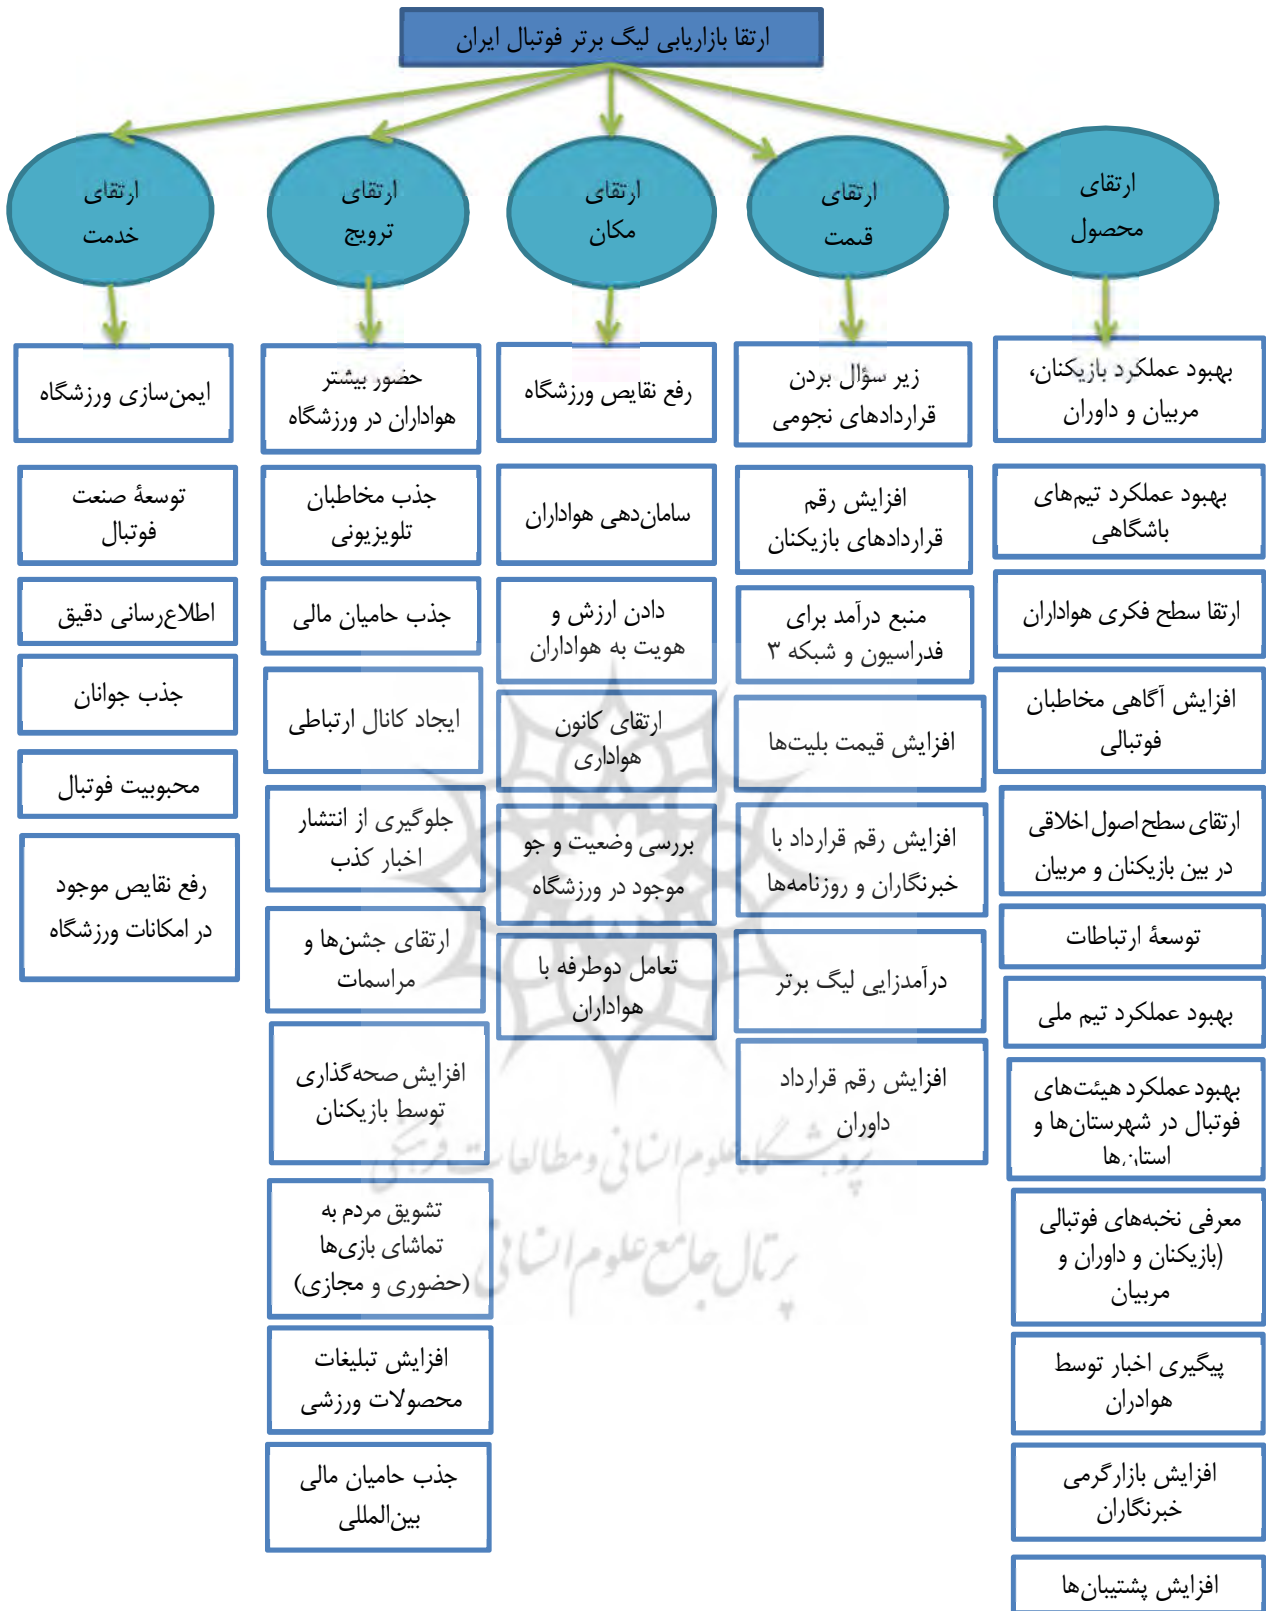 ارتقا بازاریابی لیگ برتر فوتبال ایران
ارتقای
محصول
ارتقای
قیمت
ارتقای
مکان
ارتقای
ترویج
ارتقای
خدمت
بهبود عملکرد بازیکنان،
مربیان و داوران
بهبود عملکرد تیم‌های
باشگاهی
ارتقا سطح فکری هواداران
افزایش آگاهی مخاطبان
فوتبالی
ارتقای سطح اصول اخلاقی
در بین بازیکنان و مربیان
توسعهٔ ارتباطات
بهبود عملکرد تیم ملی
بهبود عملکرد هیئت‌های
فوتبال در شهرستان‌ها و
استان‌ها
معرفی نخبه‌های فوتبالی
(بازیکنان و داوران و
مربیان
پیگیری اخبار توسط
هوادران
افزایش بازارگرمی
خبرنگاران
افزایش پشتیبان‌ها
زیر سؤال بردن
قراردادهای نجومی
افزایش رقم
قراردادهای بازیکنان
منبع درآمد برای
فدراسیون و شبکه ۳
افزایش قیمت بلیت‌ها
افزایش رقم قرارداد با
خبرنگاران و روزنامه‌ها
درآمدزایی لیگ برتر
افزایش رقم قرارداد
داوران
رفع نقایص ورزشگاه
سامان‌دهی هواداران
دادن ارزش و
هویت به هواداران
ارتقای کانون
هواداری
بررسی وضعیت و جو
موجود در ورزشگاه
تعامل دوطرفه با
هواداران
حضور بیشتر
هواداران در ورزشگاه
جذب مخاطبان
تلویزیونی
جذب حامیان مالی
ایجاد کانال ارتباطی
جلوگیری از انتشار
اخبار کذب
ارتقای جشن‌ها و
مراسمات
افزایش صحه‌گذاری
توسط بازیکنان
تشویق مردم به
تماشای بازی‌ها
(حضوری و مجازی)
افزایش تبلیغات
محصولات ورزشی
جذب حامیان مالی
بین‌المللی
ایمن‌سازی ورزشگاه
توسعهٔ صنعت
فوتبال
اطلاع‌رسانی دقیق
جذب جوانان
محبوبیت فوتبال
رفع نقایص موجود
در امکانات ورزشگاه
پژوهشگاه علوم انسانی و مطالعات فرهنگی
پرتال جامع علوم انسانی